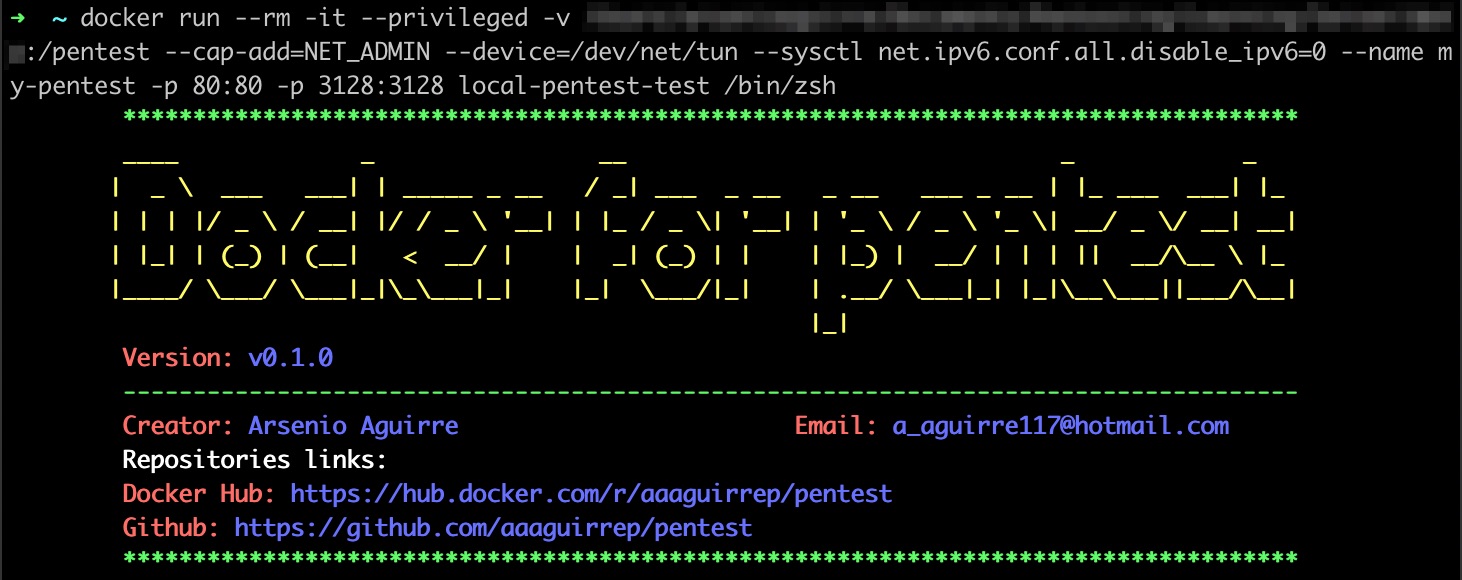 → ~ docker run --rm -it --privileged -v
:/pentest --cap-add=NET_ADMIN --device=/dev/net/tun --sysctl net.ipv6.conf.all.disable_ipv6=0 --name m
y-pentest -p 80:80 -p 3128:3128 local-pentest-test /bin/zsh
************************************************************************************
Docker for pentest
Version: v0.1.0
------------------------------------------------------------------------------------
Creator: Arsenio Aguirre Email: a_aguirre117@hotmail.com
Repositories links:
Docker Hub: https://hub.docker.com/r/aaaguirrep/pentest
Github: https://github.com/aaaguirrep/pentest
************************************************************************************